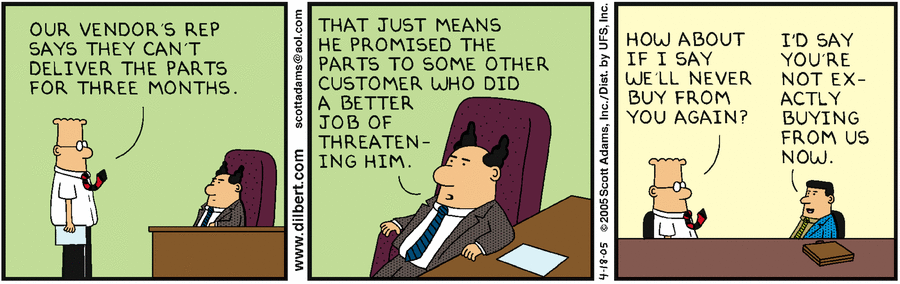 OUR VENDOR'S REP
SAYS THEY CAN'T
DELIVER THE PARTS
FOR THREE MONTHS.
www.dilbert.com scottadams@aol.com
THAT JUST MEANS
HE PROMISED THE
PARTS TO SOME OTHER
CUSTOMER WHO DID
A BETTER
JOB OF
THREATEN-
ING HIM.
4-18-05 © 2005 Scott Adams, Inc./Dist. by UFS, Inc.
HOW ABOUT
IF I SAY
WE'LL NEVER
BUY FROM
YOU AGAIN?
I'D SAY
YOU'RE
NOT EX-
ACTLY
BUYING
FROM US
NOW.